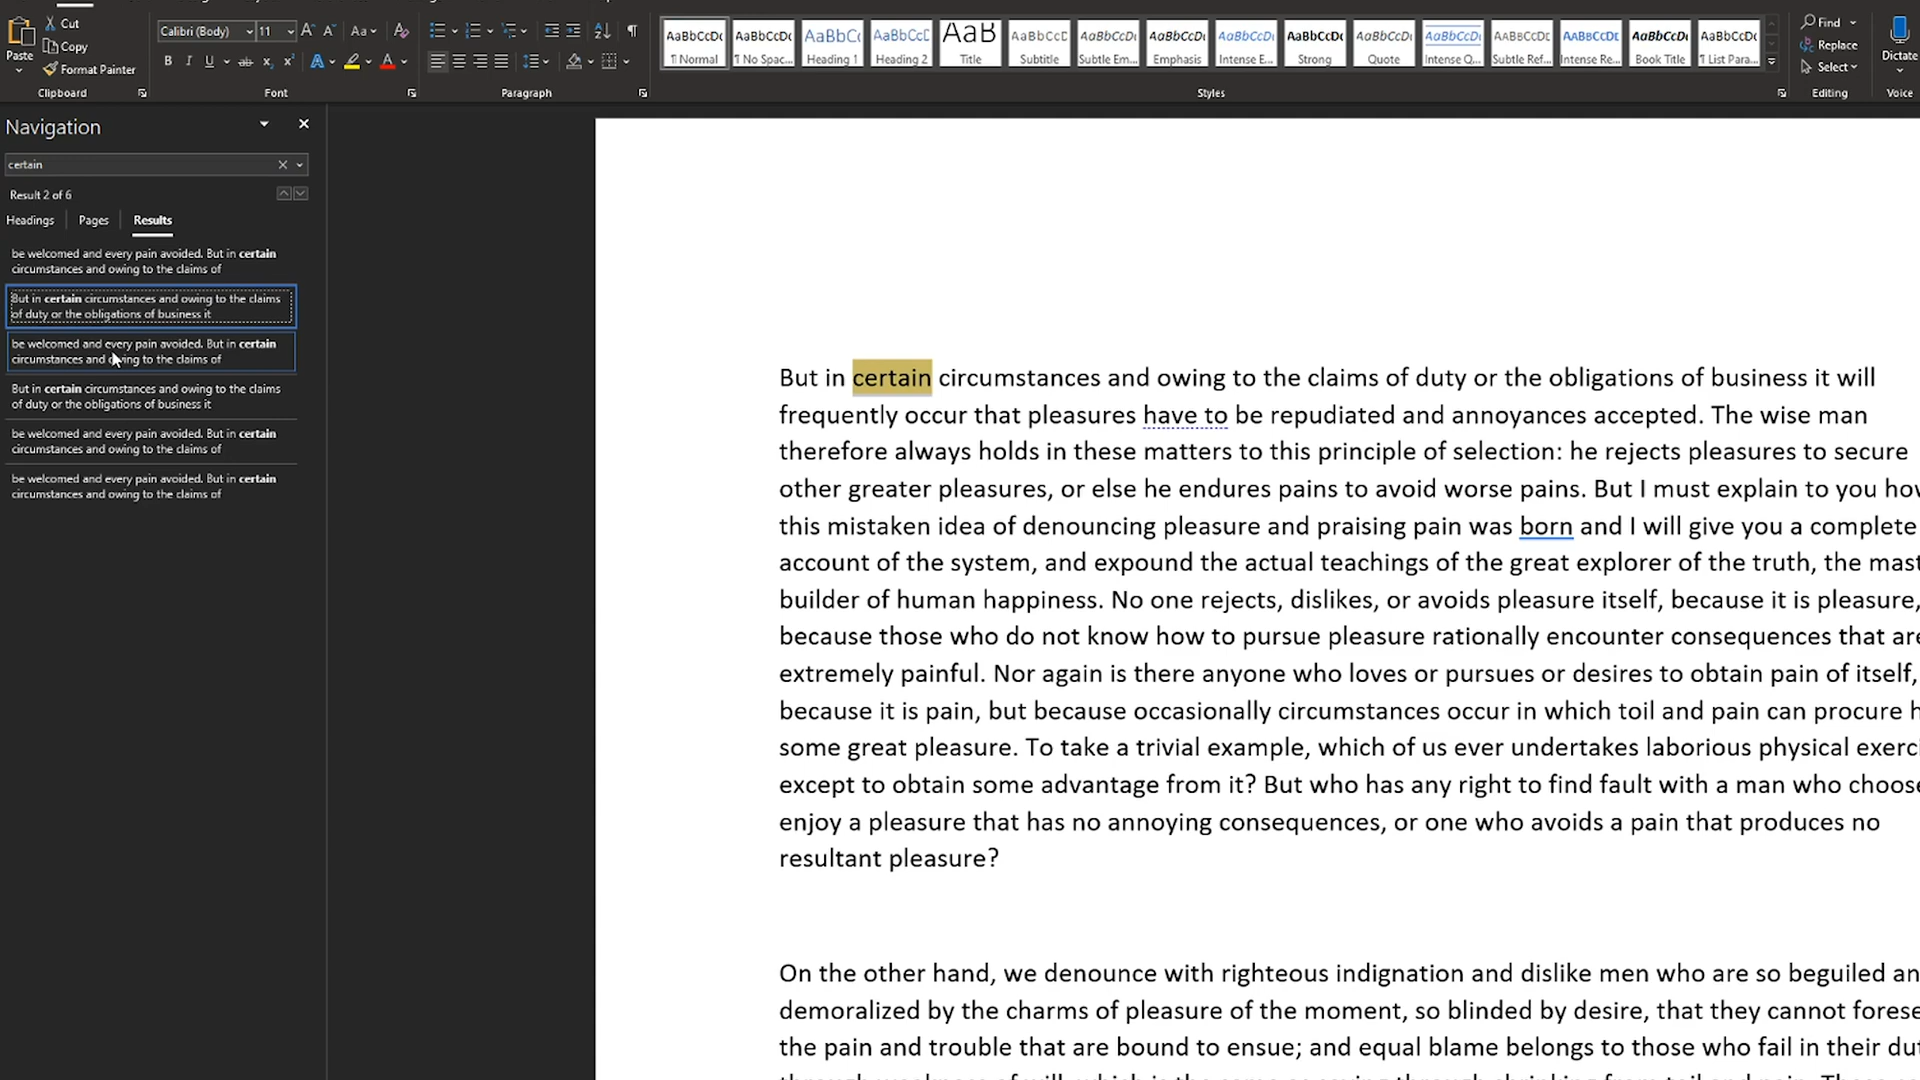 Paste
Cut
Copy
Format Painter
Clipboard
Calibri (Body)
11
Aa
B I U ab x₂ x² A A
Font
Paragraph
AaBbCcDc
¶ Normal
AaBbCcDc
¶ No Spac...
AaBbCc
Heading 1
AaBbCcD
Heading 2
AaB
Title
AaBbCcD
Subtitle
AaBbCcDc
Subtle Em...
AaBbCcDc
Emphasis
AaBbCcDc
Intense E...
AaBbCcDc
Strong
AaBbCcDc
Quote
AaBbCcDc
Intense Q...
AaBbCcDc
Subtle Ref...
AaBbCcDc
Intense Re...
AaBbCcDc
Book Title
AaBbCcDc
¶ List Para...
Styles
Find
Replace
Select
Editing
Dictate
Voice
Navigation
certain
Result 2 of 6
Headings
Pages
Results
be welcomed and every pain avoided. But in certain
circumstances and owing to the claims of
But in certain circumstances and owing to the claims
of duty or the obligations of business it
be welcomed and every pain avoided. But in certain
circumstances and owing to the claims of
But in certain circumstances and owing to the claims
of duty or the obligations of business it
be welcomed and every pain avoided. But in certain
circumstances and owing to the claims of
be welcomed and every pain avoided. But in certain
circumstances and owing to the claims of
But in certain circumstances and owing to the claims of duty or the obligations of business it will
frequently occur that pleasures have to be repudiated and annoyances accepted. The wise man
therefore always holds in these matters to this principle of selection: he rejects pleasures to secure
other greater pleasures, or else he endures pains to avoid worse pains. But I must explain to you how
this mistaken idea of denouncing pleasure and praising pain was born and I will give you a complete
account of the system, and expound the actual teachings of the great explorer of the truth, the mast
builder of human happiness. No one rejects, dislikes, or avoids pleasure itself, because it is pleasure,
because those who do not know how to pursue pleasure rationally encounter consequences that are
extremely painful. Nor again is there anyone who loves or pursues or desires to obtain pain of itself,
because it is pain, but because occasionally circumstances occur in which toil and pain can procure h
some great pleasure. To take a trivial example, which of us ever undertakes laborious physical exerci
except to obtain some advantage from it? But who has any right to find fault with a man who choose
enjoy a pleasure that has no annoying consequences, or one who avoids a pain that produces no
resultant pleasure?
On the other hand, we denounce with righteous indignation and dislike men who are so beguiled an
demoralized by the charms of pleasure of the moment, so blinded by desire, that they cannot forese
the pain and trouble that are bound to ensue; and equal blame belongs to those who fail in their dut